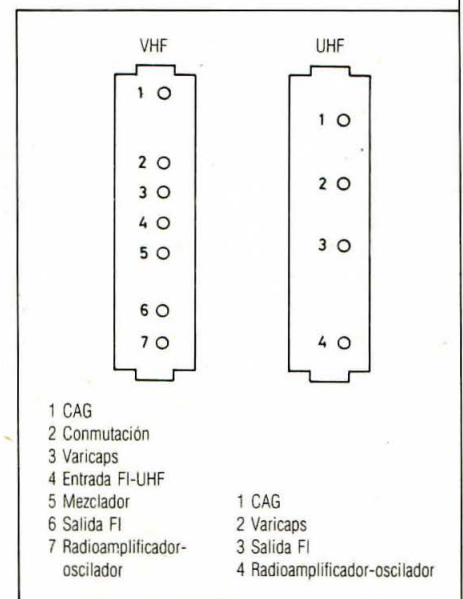 VHF
UHF
1
2
3
4
5
6
7
1
2
3
4
1 CAG
2 Conmutación
3 Varicaps
4 Entrada FI-UHF
5 Mezclador
6 Salida FI
7 Radioamplificador-
oscilador
1 CAG
2 Varicaps
3 Salida FI
4 Radioamplificador-oscilador